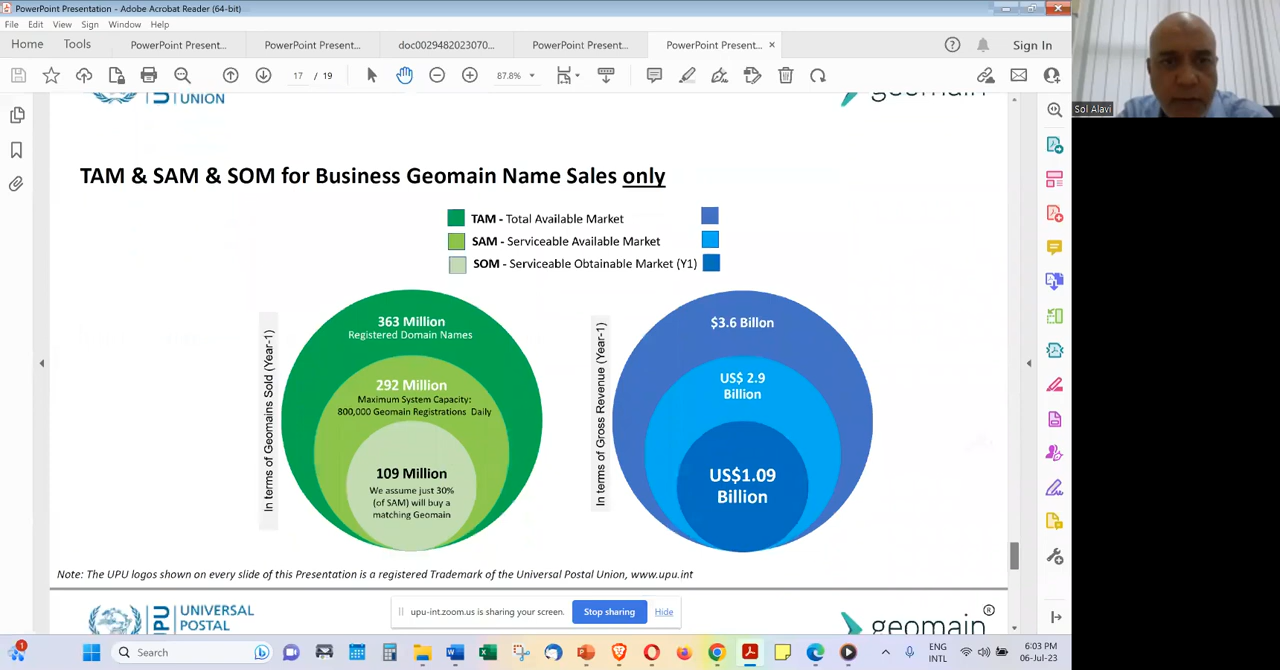 PowerPoint Presentation - Adobe Acrobat Reader (64-bit)
File Edit View Sign Window Help
Home Tools PowerPoint Present... PowerPoint Present... doc0029482023070... PowerPoint Present... PowerPoint Present... × Sign In
17 / 19 87.8%
Sol Alavi
UPU UNION geomain
TAM & SAM & SOM for Business Geomain Name Sales only
TAM - Total Available Market
SAM - Serviceable Available Market
SOM - Serviceable Obtainable Market (Y1)
In terms of Geomains Sold (Year-1)
363 Million
Registered Domain Names
292 Million
Maximum System Capacity:
800,000 Geomain Registrations Daily
109 Million
We assume just 30%
(of SAM) will buy a
matching Geomain
In terms of Gross Revenue (Year-1)
$3.6 Billon
US$ 2.9
Billion
US$1.09
Billion
Note: The UPU logos shown on every slide of this Presentation is a registered Trademark of the Universal Postal Union, www.upu.int
UPU UNIVERSAL
POSTAL
geomain ®
upu-int.zoom.us is sharing your screen. Stop sharing Hide
1 Search ENG 6:03 PM
INTL 06-Jul-23